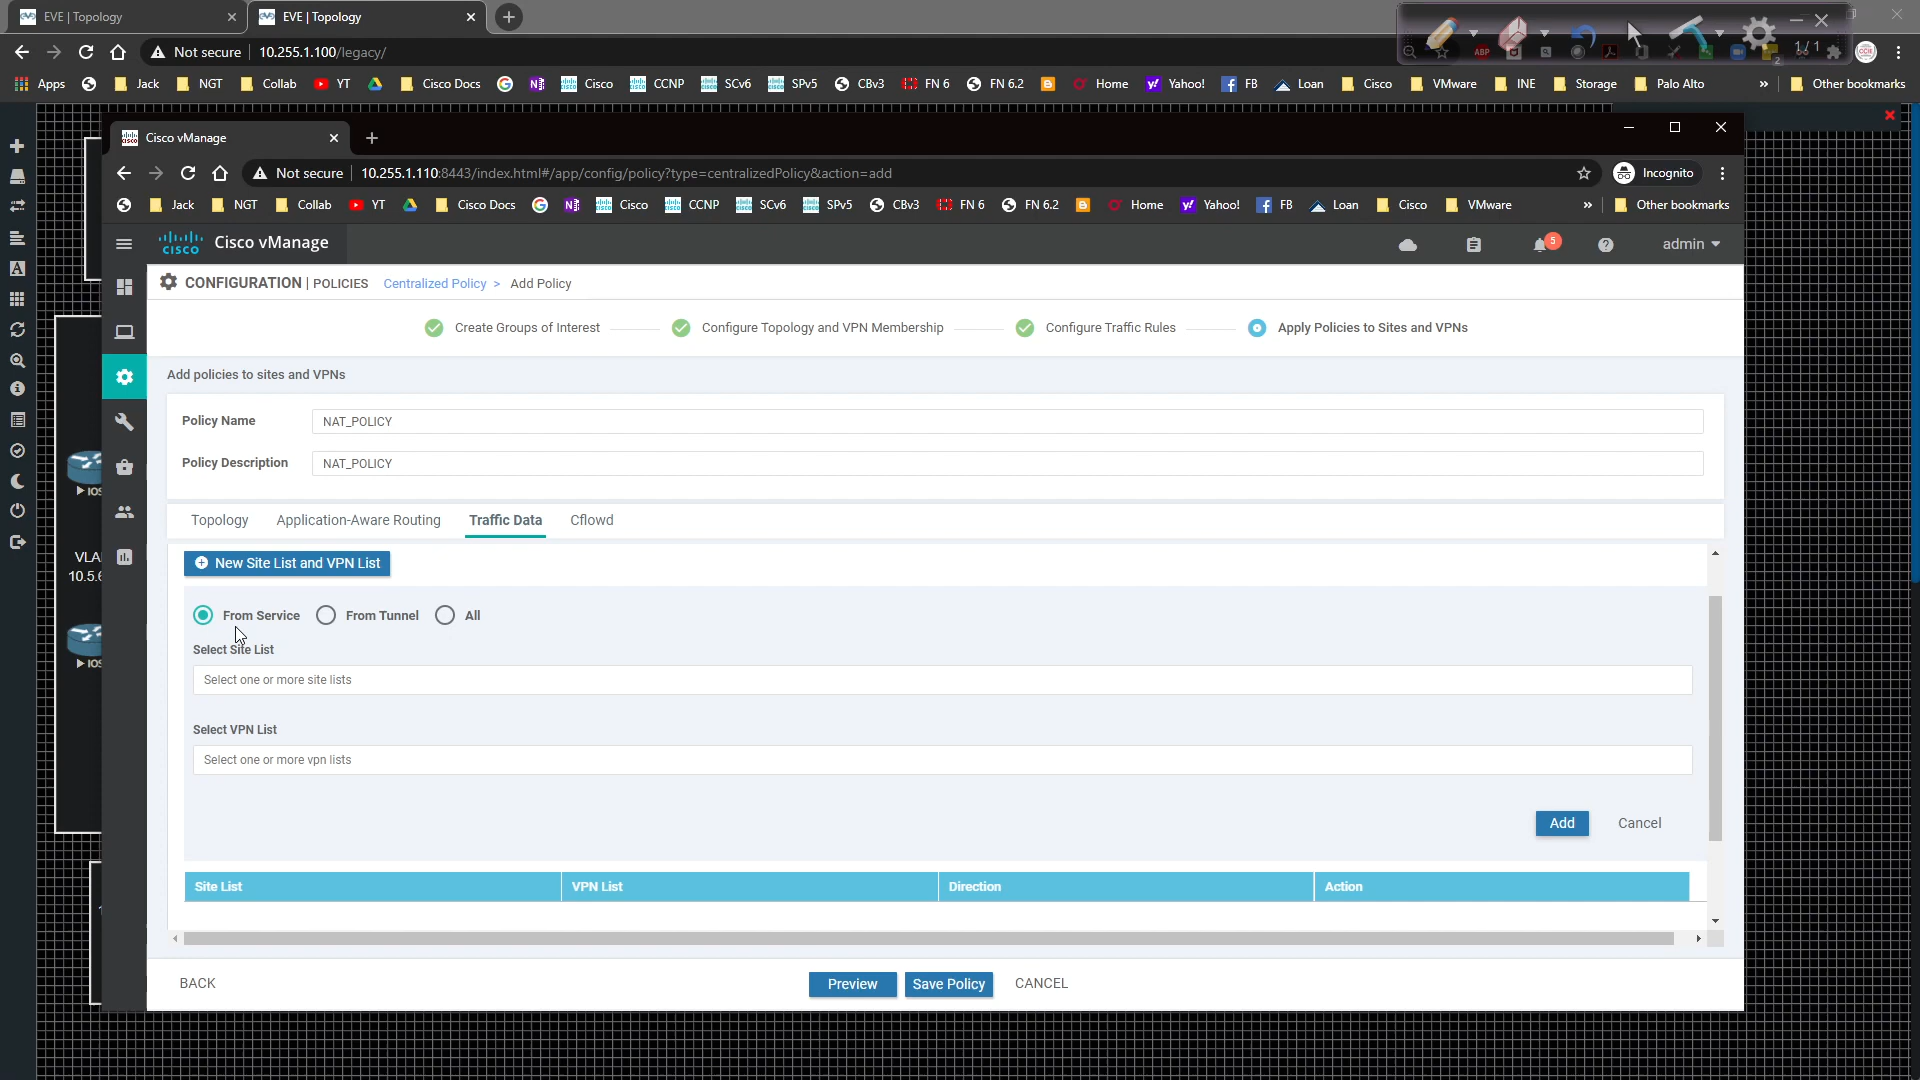 EVE | Topology
EVE | Topology
Not secure
10.255.1.100/legacy/
1/1
Apps
Jack
NGT
Collab
YT
Cisco Docs
Cisco
CCNP
SCv6
SPv5
CBv3
FN 6
FN 6.2
Home
Yahoo!
FB
Loan
Cisco
VMware
INE
Storage
Palo Alto
»
Other bookmarks
Cisco vManage
Not secure
10.255.1.110:8443/index.html#/app/config/policy?type=centralizedPolicy&action=add
Incognito
Jack
NGT
Collab
YT
Cisco Docs
Cisco
CCNP
SCv6
SPv5
CBv3
FN 6
FN 6.2
Home
Yahoo!
FB
Loan
Cisco
VMware
»
Other bookmarks
CISCO
Cisco vManage
5
admin
CONFIGURATION | POLICIES
Centralized Policy >
Add Policy
Create Groups of Interest
Configure Topology and VPN Membership
Configure Traffic Rules
Apply Policies to Sites and VPNs
Add policies to sites and VPNs
Policy Name
NAT_POLICY
Policy Description
NAT_POLICY
Topology
Application-Aware Routing
Traffic Data
Cflowd
New Site List and VPN List
From Service
From Tunnel
All
Select Site List
Select one or more site lists
Select VPN List
Select one or more vpn lists
Add
Cancel
Site List
VPN List
Direction
Action
BACK
Preview
Save Policy
CANCEL